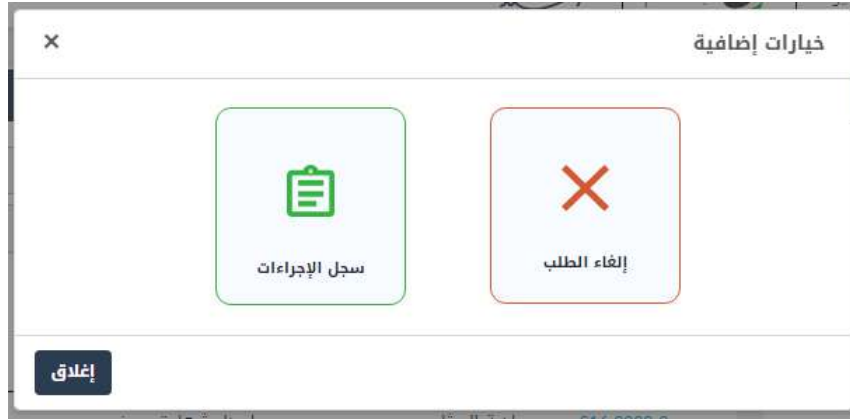 خيارات إضافية
×
إلغاء الطلب
سجل الإجراءات
إغلاق